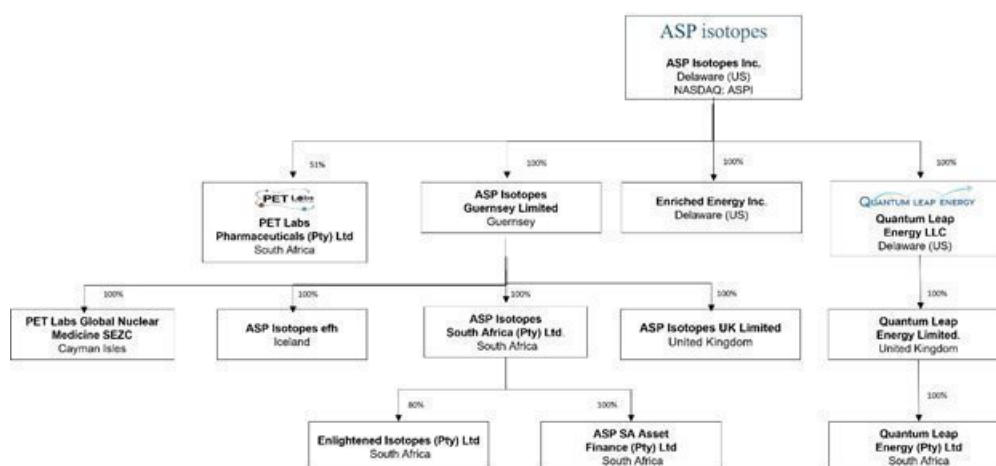 ASP isotopes
ASP Isotopes Inc.
Delaware (US)
NASDAQ: ASPI
51%
100%
100%
100%
PET Labs
PET Labs
Pharmaceuticals (Pty) Ltd
South Africa
ASP Isotopes
Guernsey Limited
Guernsey
Enriched Energy Inc.
Delaware (US)
QUANTUM LEAP ENERGY
Quantum Leap
Energy LLC
Delaware (US)
100%
100%
100%
100%
100%
PET Labs Global Nuclear
Medicine SEZC
Cayman Isles
ASP Isotopes efh
Iceland
ASP Isotopes
South Africa (Pty) Ltd.
South Africa
ASP Isotopes UK Limited
United Kingdom
Quantum Leap
Energy Limited.
United Kingdom
80%
100%
100%
Enlightened Isotopes (Pty) Ltd
South Africa
ASP SA Asset
Finance (Pty) Ltd
South Africa
Quantum Leap
Energy (Pty) Ltd
South Africa